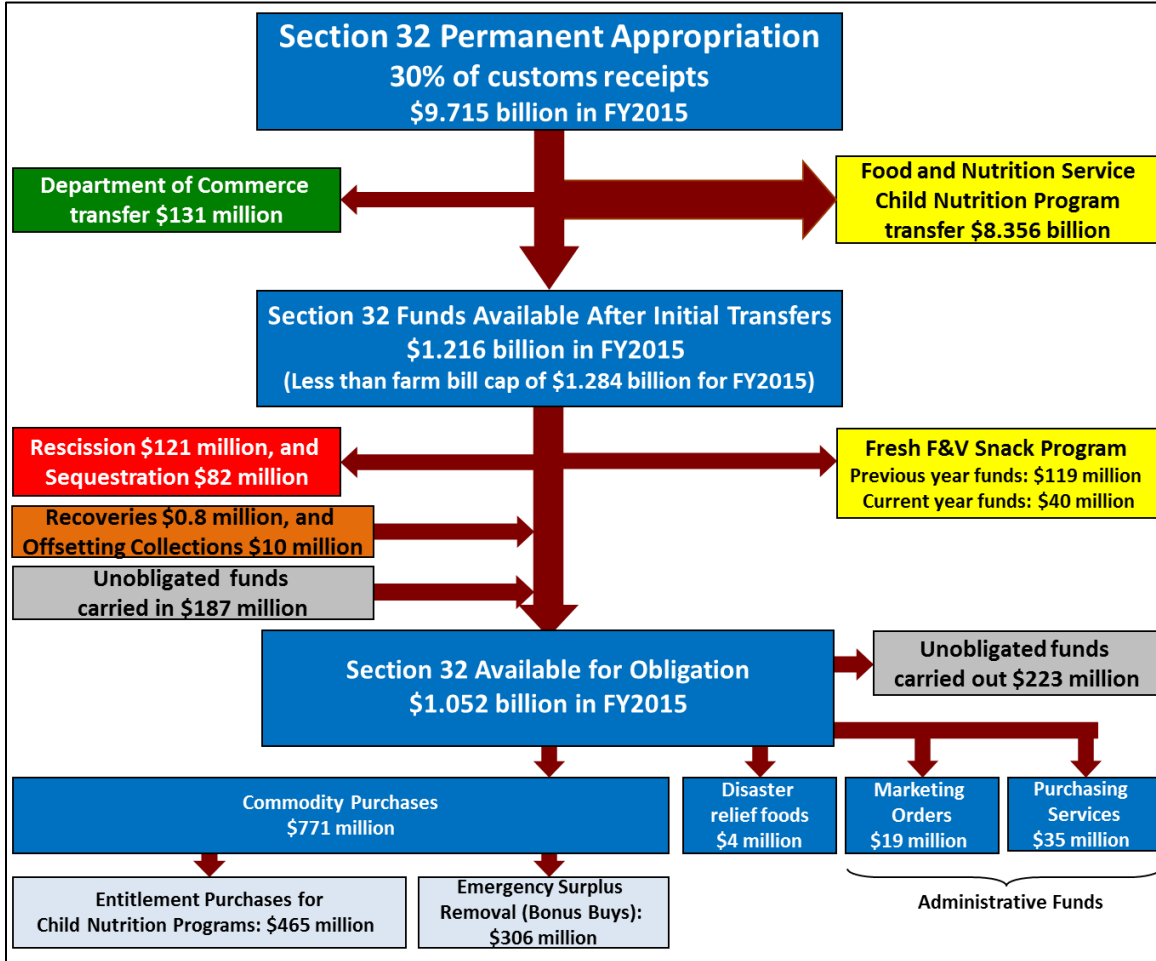 Section 32 Permanent Appropriation
30% of customs receipts
$9.715 billion in FY2015
Department of Commerce
transfer $131 million
Food and Nutrition Service
Child Nutrition Program
transfer $8.356 billion
Section 32 Funds Available After Initial Transfers
$1.216 billion in FY2015
(Less than farm bill cap of $1.284 billion for FY2015)
Rescission $121 million, and
Sequestration $82 million
Fresh F&V Snack Program
Previous year funds: $119 million
Current year funds: $40 million
Recoveries $0.8 million, and
Offsetting Collections $10 million
Unobligated funds
carried in $187 million
Section 32 Available for Obligation
$1.052 billion in FY2015
Unobligated funds
carried out $223 million
Commodity Purchases
$771 million
Disaster
relief foods
$4 million
Marketing
Orders
$19 million
Purchasing
Services
$35 million
Entitlement Purchases for
Child Nutrition Programs: $465 million
Emergency Surplus
Removal (Bonus Buys):
$306 million
Administrative Funds